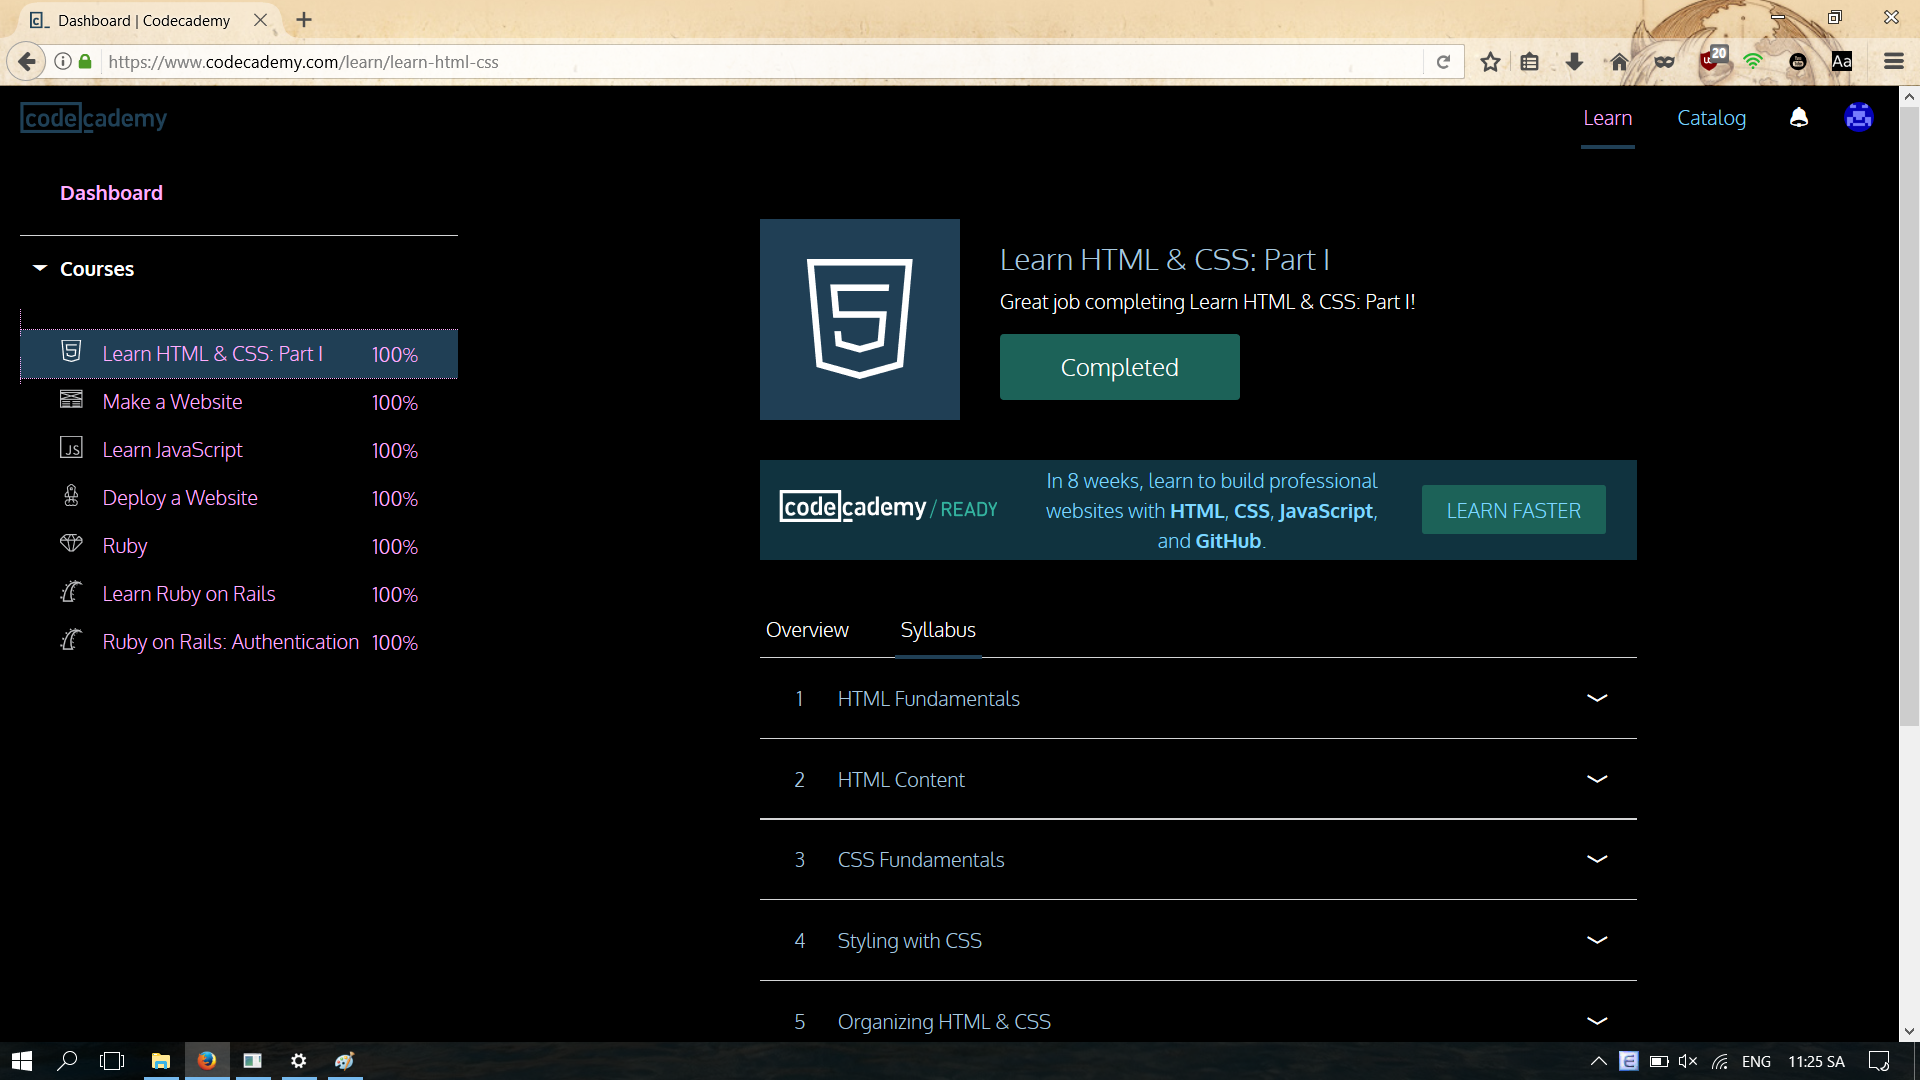 Dashboard | Codecademy
https://www.codecademy.com/learn/learn-html-css
20
Aa
codecademy
Learn
Catalog
Dashboard
Courses
Learn HTML & CSS: Part I 100%
Make a Website 100%
JS Learn JavaScript 100%
Deploy a Website 100%
Ruby 100%
Learn Ruby on Rails 100%
Ruby on Rails: Authentication 100%
5
Learn HTML & CSS: Part I
Great job completing Learn HTML & CSS: Part I!
Completed
codecademy / READY
In 8 weeks, learn to build professional
websites with HTML, CSS, JavaScript,
and GitHub.
LEARN FASTER
Overview
Syllabus
1 HTML Fundamentals
2 HTML Content
3 CSS Fundamentals
4 Styling with CSS
5 Organizing HTML & CSS
ENG
11:25 SA